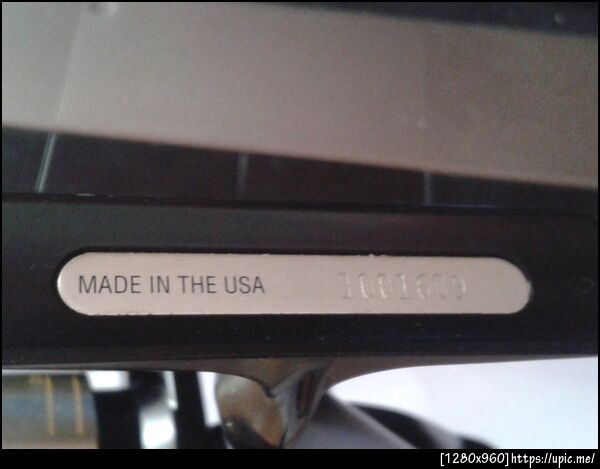 MADE IN THE USA 1001609
[1280x960]https://upic.me/